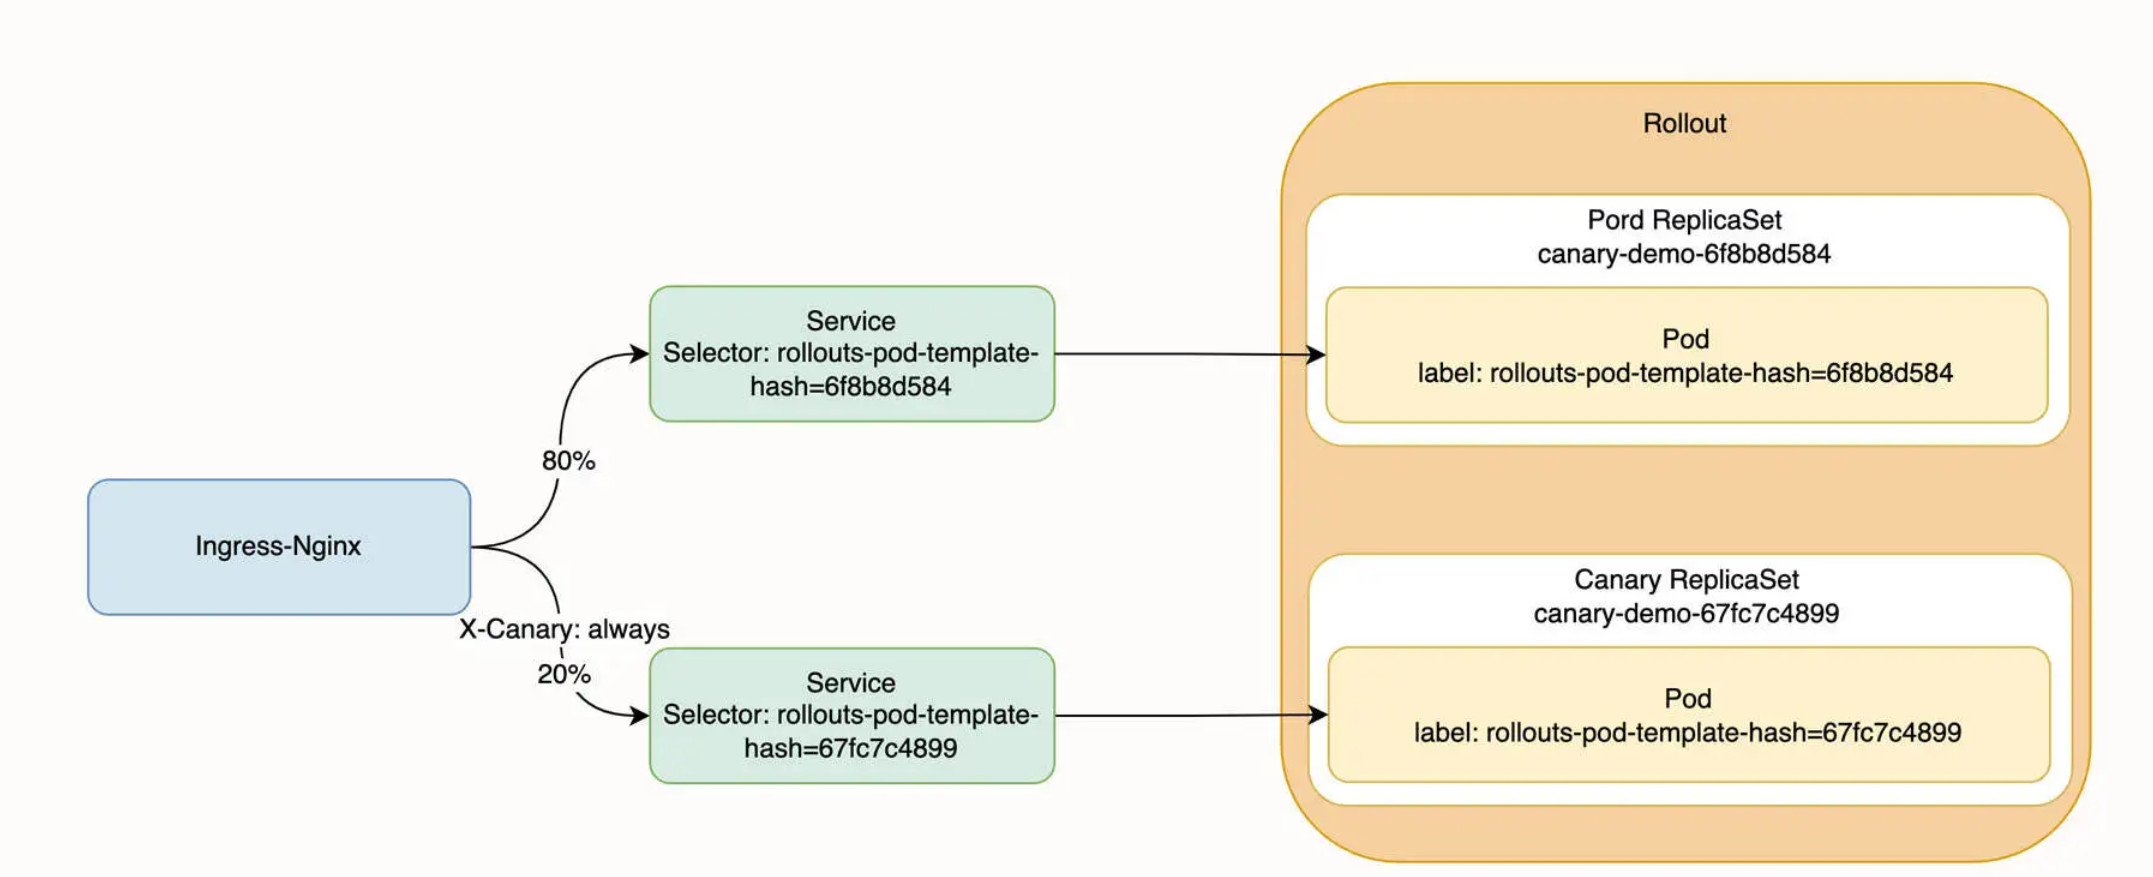 Rollout
Pord ReplicaSet
canary-demo-6f8b8d584
Pod
label: rollouts-pod-template-hash=6f8b8d584
Service
Selector: rollouts-pod-template-
hash=6f8b8d584
80%
Ingress-Nginx
X-Canary: always
20%
Service
Selector: rollouts-pod-template-
hash=67fc7c4899
Canary ReplicaSet
canary-demo-67fc7c4899
Pod
label: rollouts-pod-template-hash=67fc7c4899